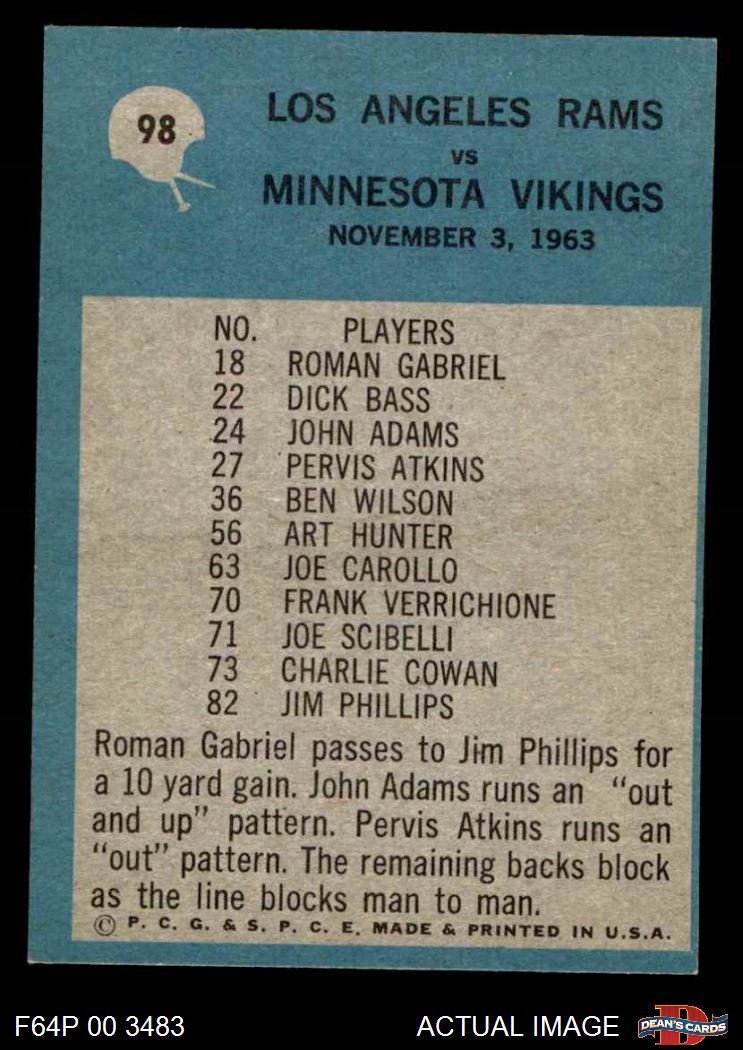 98
LOS ANGELES RAMS
VS
MINNESOTA VIKINGS
NOVEMBER 3, 1963
NO. PLAYERS
18 ROMAN GABRIEL
22 DICK BASS
24 JOHN ADAMS
27 PERVIS ATKINS
36 BEN WILSON
56 ART HUNTER
63 JOE CAROLLO
70 FRANK VERRICHIONE
71 JOE SCIBELLI
73 CHARLIE COWAN
82 JIM PHILLIPS
Roman Gabriel passes to Jim Phillips for
a 10 yard gain. John Adams runs an "out
and up" pattern. Pervis Atkins runs an
"out" pattern. The remaining backs block
as the line blocks man to man.
© P. C. G. & S. P. C. E. MADE & PRINTED IN U.S.A.
F64P 00 3483 ACTUAL IMAGE D DEAN'S CARDS